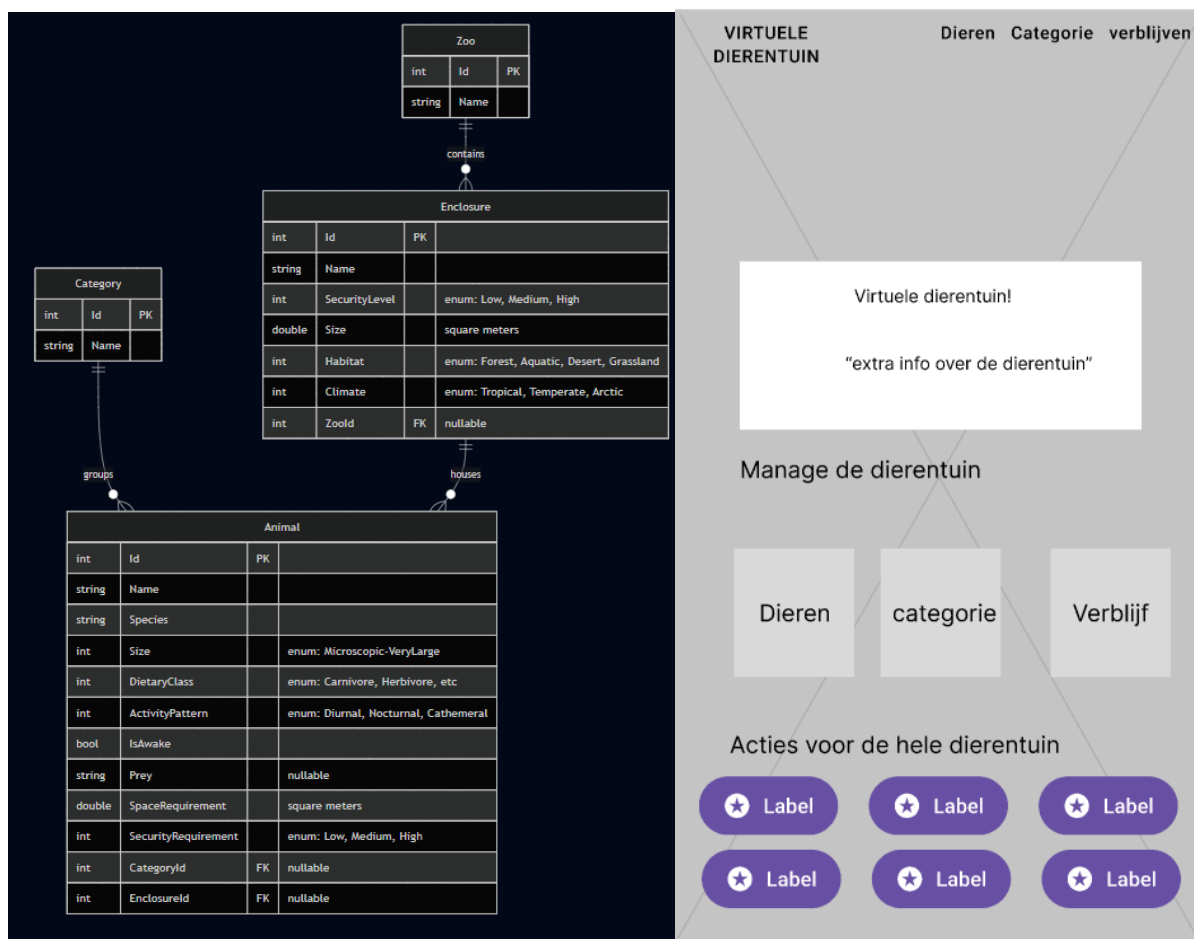 Zoo
int Id PK
string Name
contains
Enclosure
int Id PK
string Name
int SecurityLevel enum: Low, Medium, High
double Size square meters
int Habitat enum: Forest, Aquatic, Desert, Grassland
int Climate enum: Tropical, Temperate, Arctic
int ZooId FK nullable
Category
int Id PK
string Name
groups
houses
Animal
int Id PK
string Name
string Species
int Size enum: Microscopic-VeryLarge
int DietaryClass enum: Carnivore, Herbivore, etc
int ActivityPattern enum: Diurnal, Nocturnal, Cathemeral
bool IsAwake
string Prey nullable
double SpaceRequirement square meters
int SecurityRequirement enum: Low, Medium, High
int CategoryId FK nullable
int EnclosureId FK nullable
VIRTUELE
DIERENTUIN
Dieren Categorie verblijven
Virtuele dierentuin!
“extra info over de dierentuin”
Manage de dierentuin
Dieren categorie Verblijf
Acties voor de hele dierentuin
Label Label Label
Label Label Label